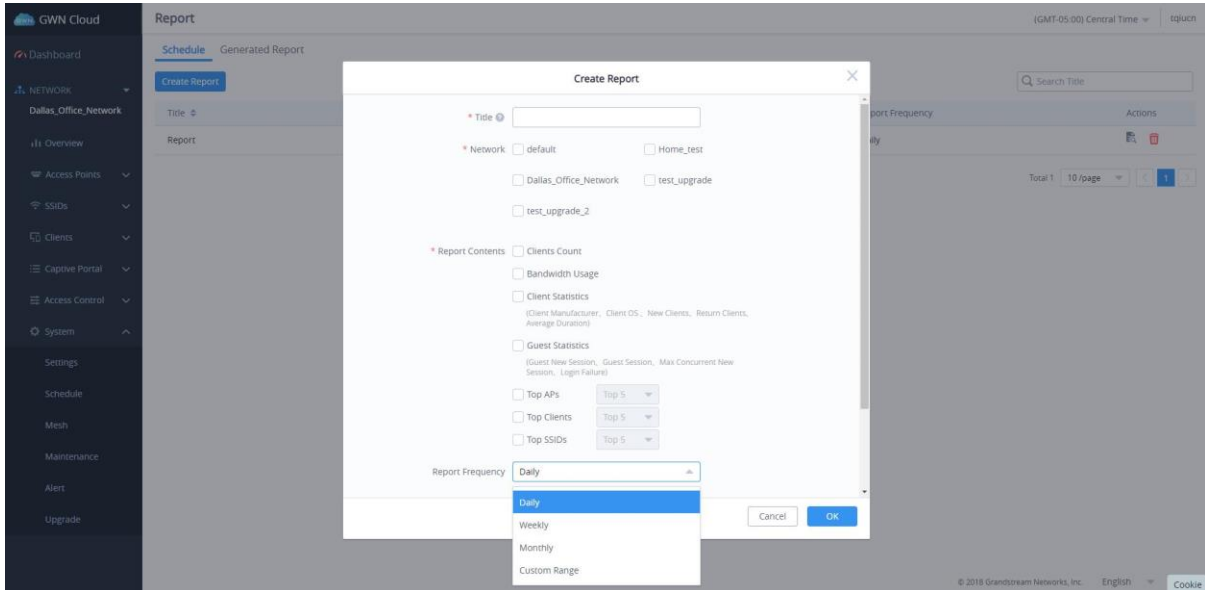 GWN Cloud
Report
(GMT-05:00) Central Time
tqiucn
Dashboard
Schedule
Generated Report
NETWORK
Dallas_Office_Network
Create Report
Search Title
Title
port Frequency
Actions
Report
ily
Total 1
10 /page
1
Overview
Access Points
SSIDs
Clients
Captive Portal
Access Control
System
Settings
Schedule
Mesh
Maintenance
Alert
Upgrade
Create Report
* Title
* Network
default
Home_test
Dallas_Office_Network
test_upgrade
test_upgrade_2
* Report Contents
Clients Count
Bandwidth Usage
Client Statistics
(Client Manufacturer、Client OS、New Clients、Return Clients、
Average Duration)
Guest Statistics
(Guest New Session、Guest Session、Max Concurrent New
Session、Login Failure)
Top APs
Top 5
Top Clients
Top 5
Top SSIDs
Top 5
Report Frequency
Daily
Daily
Weekly
Monthly
Custom Range
Cancel
OK
© 2018 Grandstream Networks, Inc.
English
Cookie